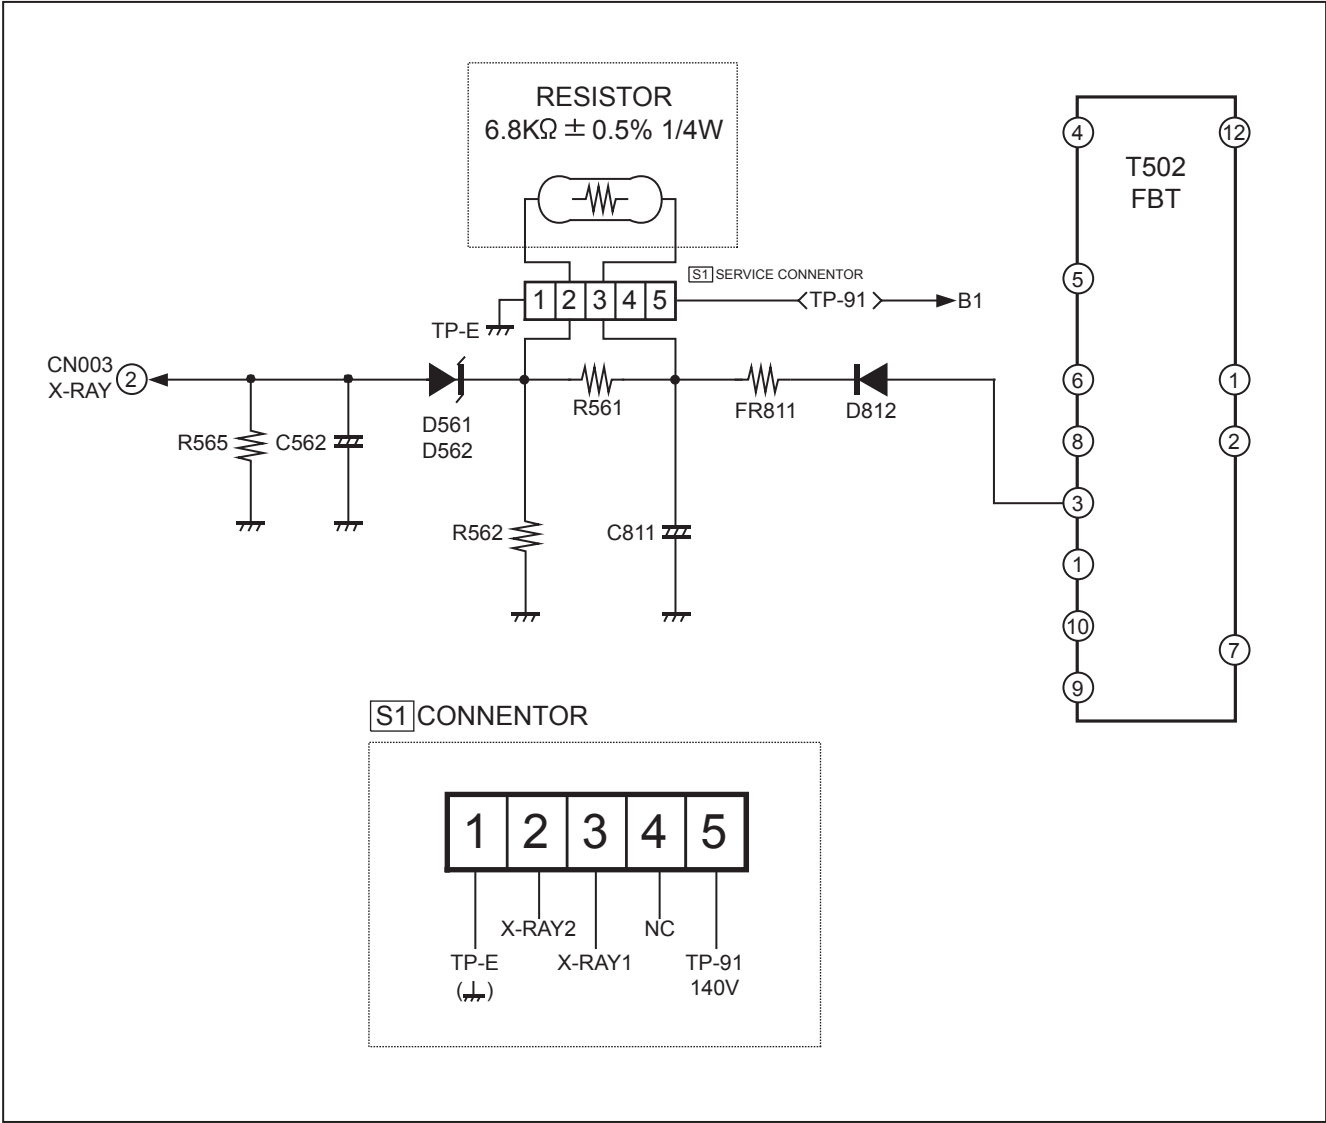 RESISTOR
6.8KΩ ± 0.5% 1/4W
4
12
T502
FBT
5
S1 SERVICE CONNENTOR
1 2 3 4 5
TP-91
B1
TP-E
CN003
X-RAY
2
6
1
R561
FR811
D812
D561
D562
R565
C562
8
2
3
R562
C811
1
10
7
9
S1 CONNENTOR
1 2 3 4 5
X-RAY2
NC
TP-E
( )
X-RAY1
TP-91
140V